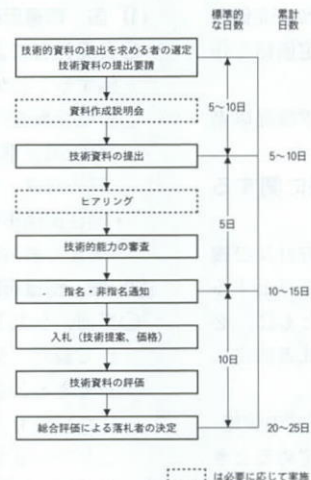 標準的
な日数
累計
日数
技術的資料の提出を求める者の選定
技術資料の提出要請
5～10日
資料作成説明会
技術資料の提出
5～10日
ヒアリング
5日
技術的能力の審査
指名・非指名通知
10～15日
入札（技術提案、価格）
10日
技術資料の評価
総合評価による落札者の決定
20～25日
は必要に応じて実施